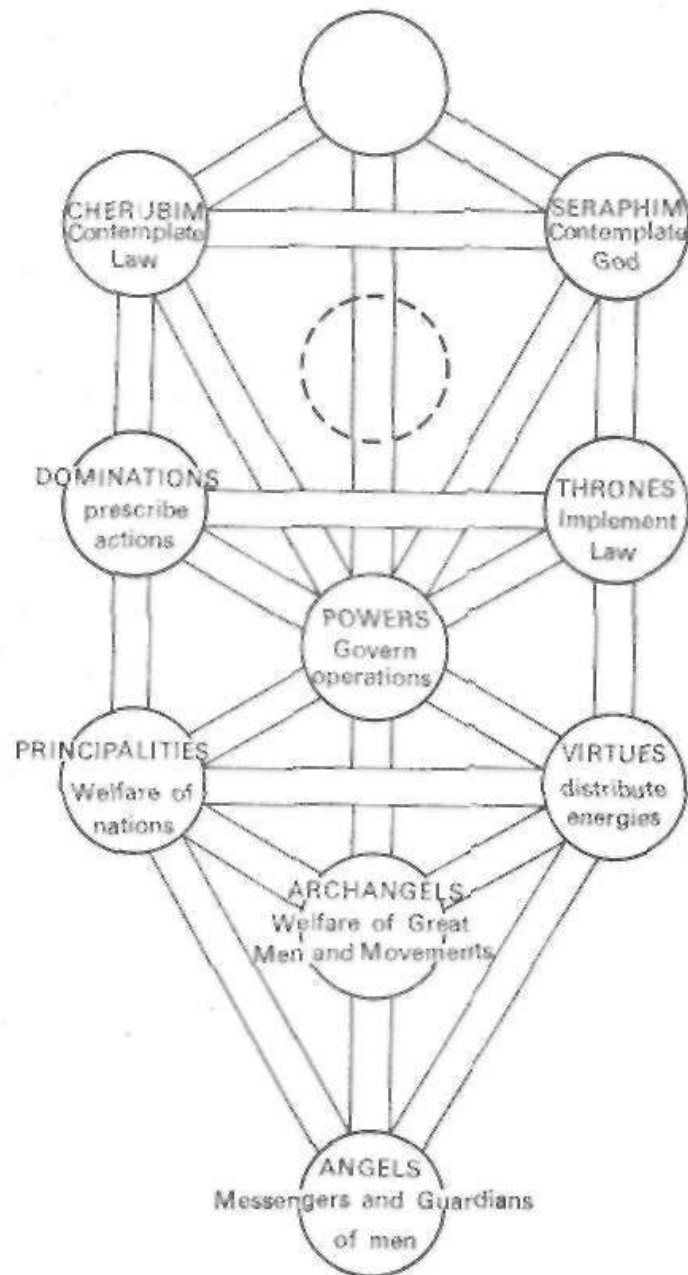 CHERUBIM
Contemplate
Law
SERAPHIM
Contemplate
God
DOMINATIONS
prescribe
actions
THRONES
Implement
Law
POWERS
Govern
operations
PRINCIPALITIES
Welfare of
nations
VIRTUES
distribute
energies
ARCHANGELS
Welfare of Great
Men and Movements
ANGELS
Messengers and Guardians
of men